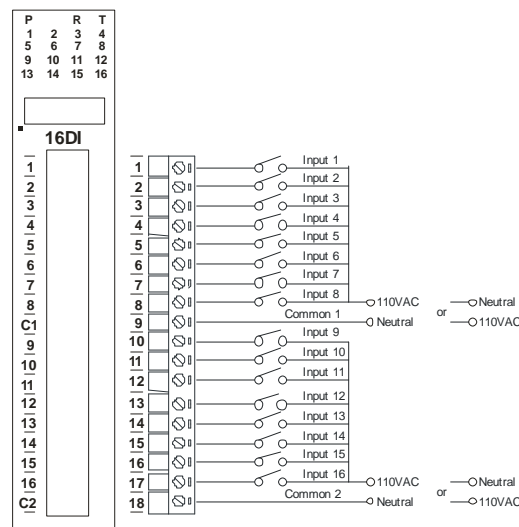 P R T
1 2 3 4
5 6 7 8
9 10 11 12
13 14 15 16
16DI
1
2
3
4
5
6
7
8
C1
9
10
11
12
13
14
15
16
C2
1 Input 1
2 Input 2
3 Input 3
4 Input 4
5 Input 5
6 Input 6
7 Input 7
8 Input 8 110VAC or Neutral
9 Common 1 Neutral 110VAC
10 Input 9
11 Input 10
12 Input 11
13 Input 12
14 Input 13
15 Input 14
16 Input 15
17 Input 16 110VAC or Neutral
18 Common 2 Neutral 110VAC